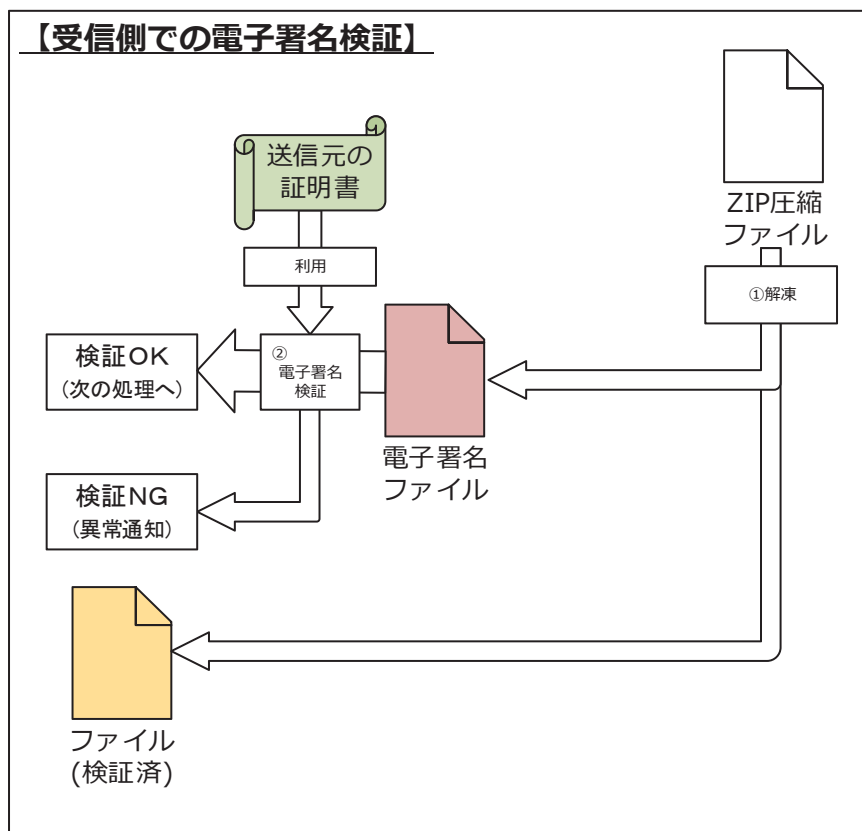 【受信側での電子署名検証】
送信元の
証明書
ZIP圧縮
ファイル
利用
①解凍
検証OK
(次の処理へ)
②
電子署名
検証
電子署名
ファイル
検証NG
(異常通知)
ファイル
(検証済)